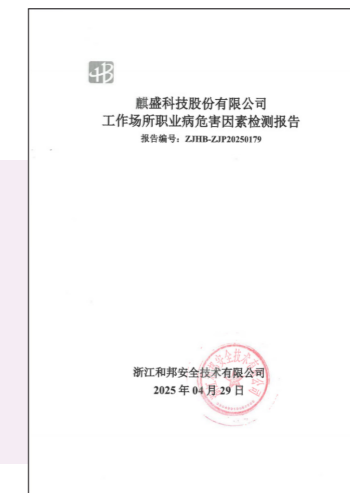 麒盛科技股份有限公司
工作场所职业病危害因素检测报告
报告编号：ZJHB-ZJP20250179
浙江和邦安全技术有限公司
2025 年 04 月 29 日